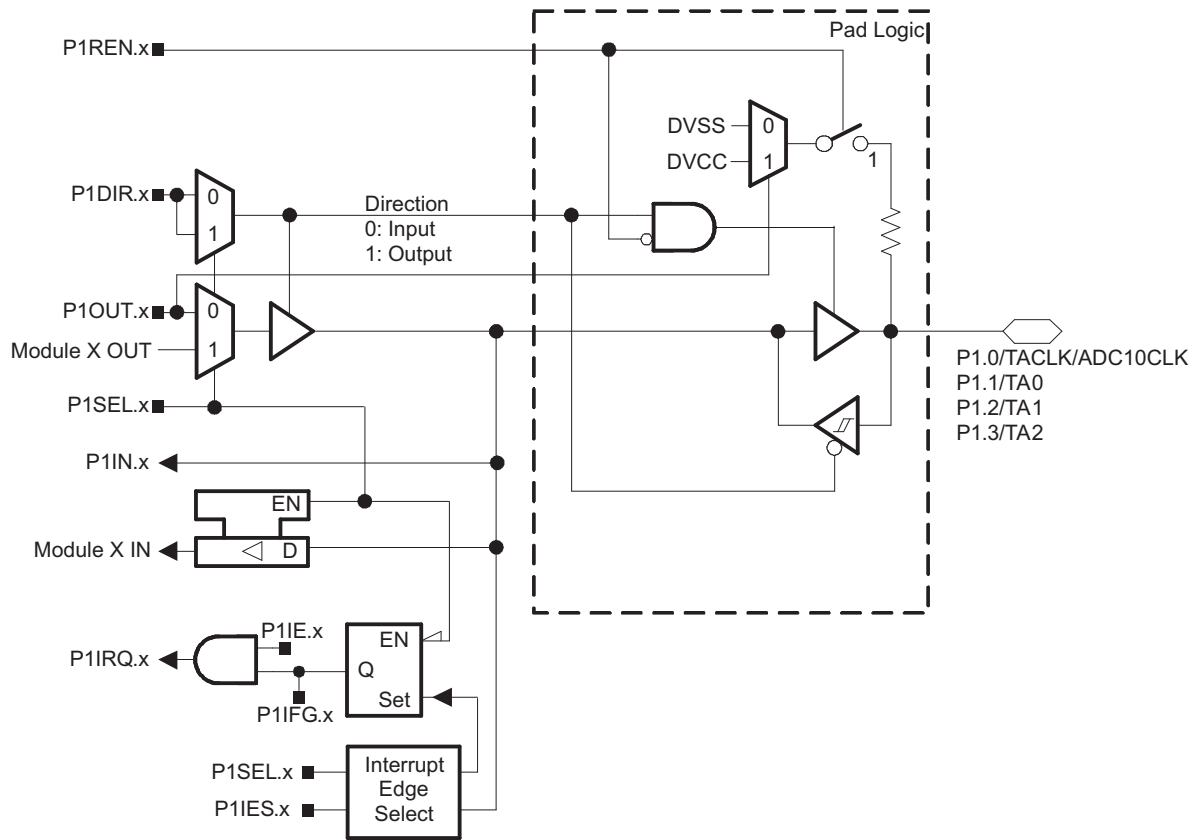 Pad Logic
P1REN.x
DVSS
0
DVCC
1
1
P1DIR.x
0
1
Direction
0: Input
1: Output
P1OUT.x
0
Module X OUT
1
P1.0/TACLK/ADC10CLK
P1.1/TA0
P1.2/TA1
P1.3/TA2
P1SEL.x
P1IN.x
EN
Module X IN
D
P1IE.x
P1IRQ.x
EN
Q
Set
P1IFG.x
P1SEL.x
P1IES.x
Interrupt
Edge
Select